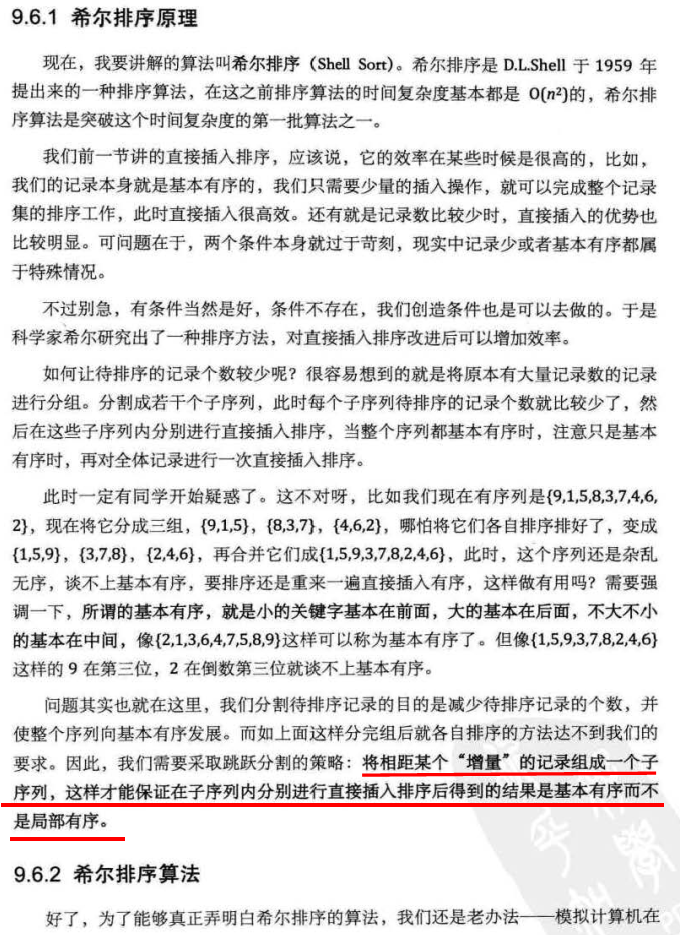 9.6.1 希尔排序原理
现在，我要讲解的算法叫希尔排序（Shell Sort）。希尔排序是 D.L.Shell 于 1959 年
提出来的一种排序算法，在这之前排序算法的时间复杂度基本都是 O(n²)的，希尔排
序算法是突破这个时间复杂度的第一批算法之一。
我们前一节讲的直接插入排序，应该说，它的效率在某些时候是很高的，比如，
我们的记录本身就是基本有序的，我们只需要少量的插入操作，就可以完成整个记录
集的排序工作，此时直接插入很高效。还有就是记录数比较少时，直接插入的优势也
比较明显。可问题在于，两个条件本身就过于苛刻，现实中记录少或者基本有序都属
于特殊情况。
不过别急，有条件当然是好，条件不存在，我们创造条件也是可以去做的。于是
科学家希尔研究出了一种排序方法，对直接插入排序改进后可以增加效率。
如何让待排序的记录个数较少呢？很容易想到的就是将原本有大量记录数的记录
进行分组。分割成若干个子序列，此时每个子序列待排序的记录个数就比较少了，然
后在这些子序列内分别进行直接插入排序，当整个序列都基本有序时，注意只是基本
有序时，再对全体记录进行一次直接插入排序。
此时一定有同学开始疑惑了。这不对呀，比如我们现在有序列是{9,1,5,8,3,7,4,6,
2}，现在将它分成三组，{9,1,5}，{8,3,7}，{4,6,2}，哪怕将它们各自排序排好了，变成
{1,5,9}，{3,7,8}，{2,4,6}，再合并它们成{1,5,9,3,7,8,2,4,6}，此时，这个序列还是杂乱
无序，谈不上基本有序，要排序还是重来一遍直接插入有序，这样做有用吗？需要强
调一下，所谓的基本有序，就是小的关键字基本在前面，大的基本在后面，不大不小
的基本在中间，像{2,1,3,6,4,7,5,8,9}这样可以称为基本有序了。但像{1,5,9,3,7,8,2,4,6}
这样的 9 在第三位，2 在倒数第三位就谈不上基本有序。
问题其实也就在这里，我们分割待排序记录的目的是减少待排序记录的个数，并
使整个序列向基本有序发展。而如上面这样分完组后就各自排序的方法达不到我们的
要求。因此，我们需要采取跳跃分割的策略：将相距某个“增量”的记录组成一个子
序列，这样才能保证在子序列内分别进行直接插入排序后得到的结果是基本有序而不
是局部有序。
9.6.2 希尔排序算法
好了，为了能够真正弄明白希尔排序的算法，我们还是老办法——模拟计算机在